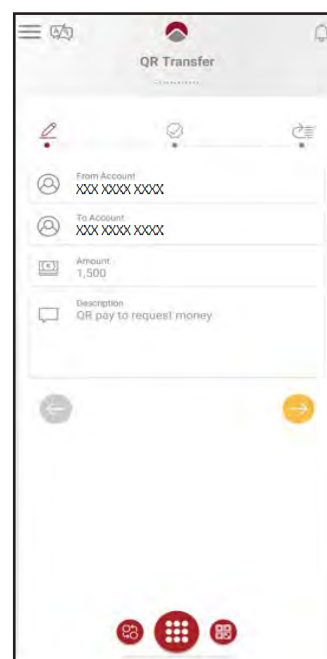 QR Transfer
From Account
XXX XXXX XXXX
To Account
XXX XXXX XXXX
Amount
1,500
Description
QR pay to request money